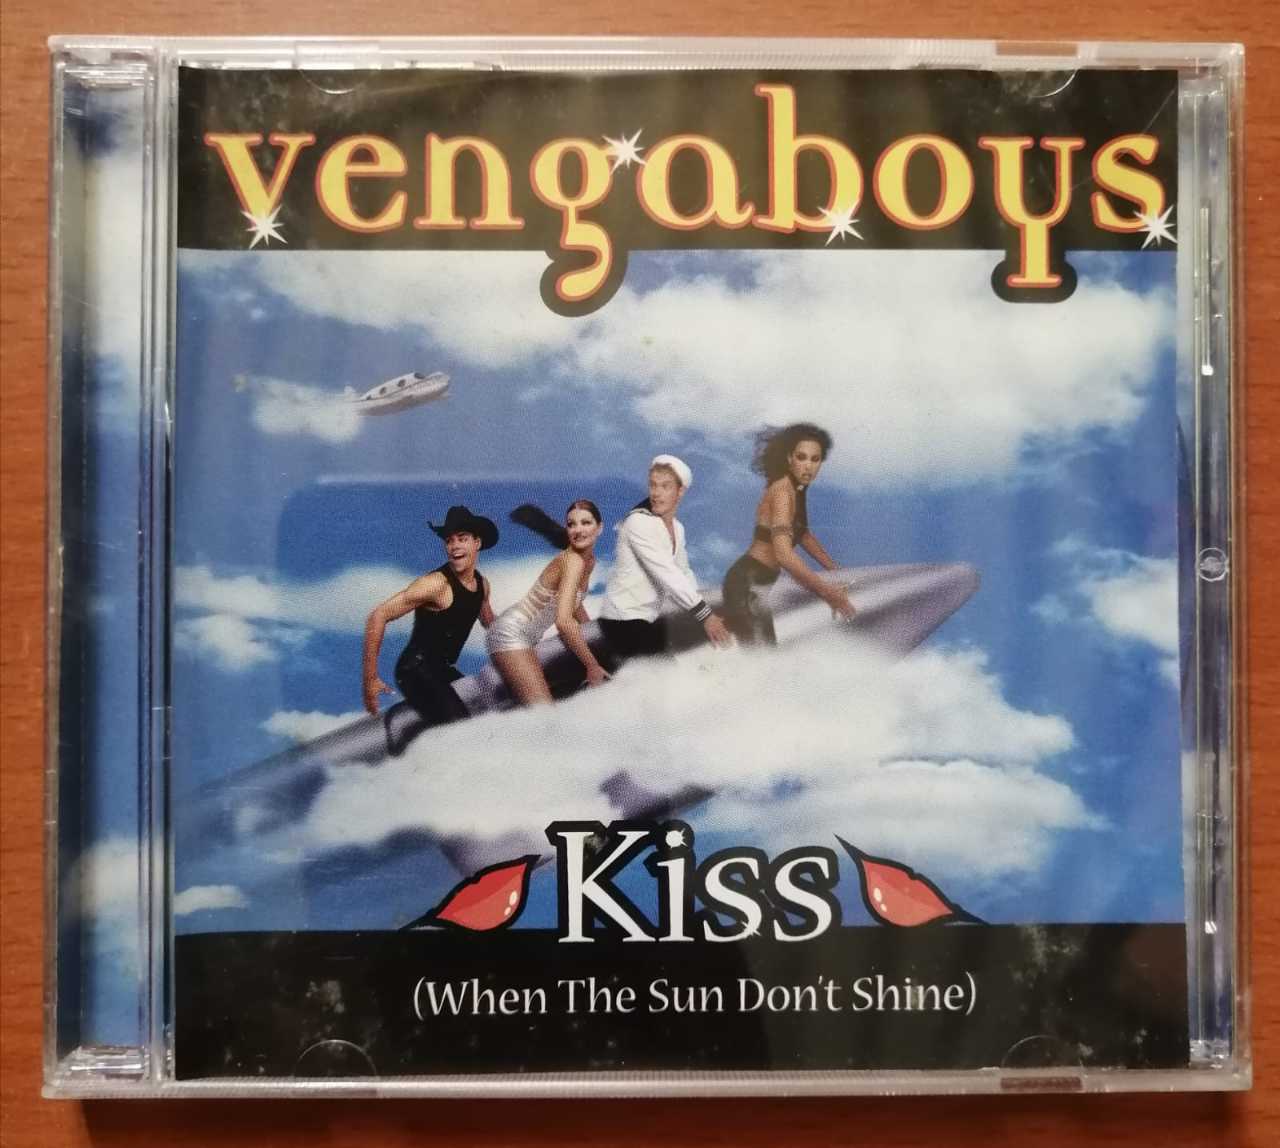 vengaboys
Kiss
(When The Sun Don't Shine)